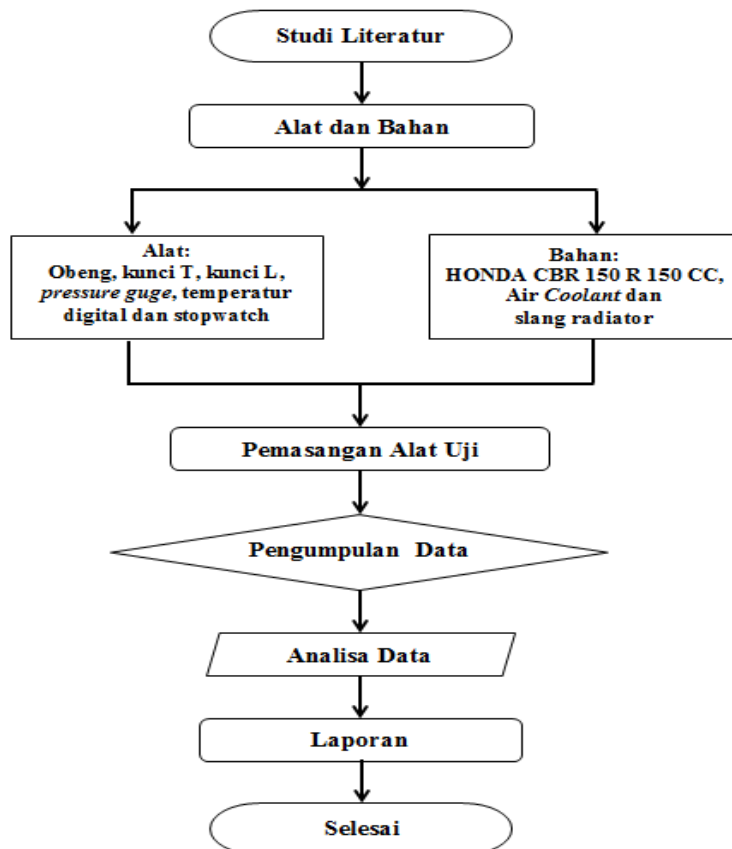 Studi Literatur
Alat dan Bahan
Alat:
Obeng, kunci T, kunci L,
pressure guge, temperatur
digital dan stopwatch
Bahan:
HONDA CBR 150 R 150 CC,
Air Coolant dan
slang radiator
Pemasangan Alat Uji
Pengumpulan Data
Analisa Data
Laporan
Selesai